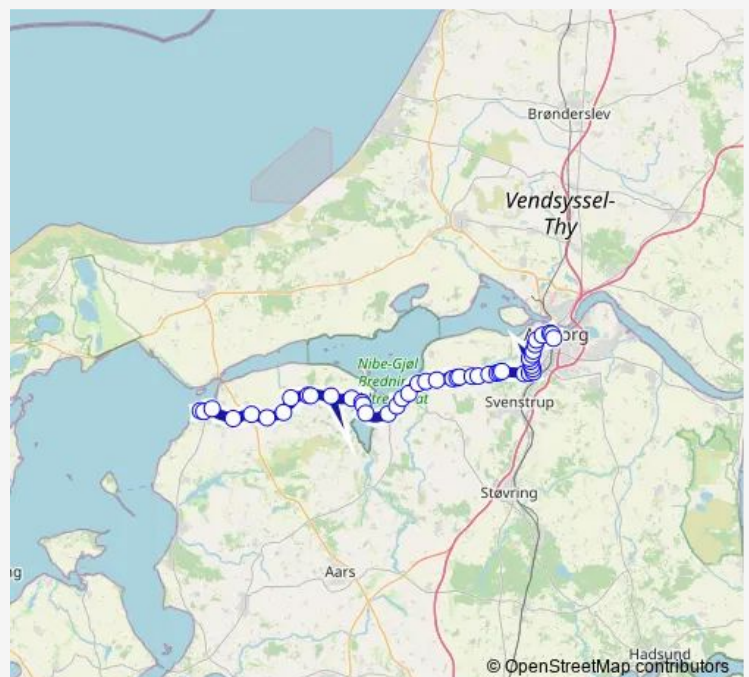 Brønderslev
Vendsyssel-
Thy
Nibe-Gjøl
Svenstrup
Støvring
Aars
Hadsund
© OpenStreetMap contributors